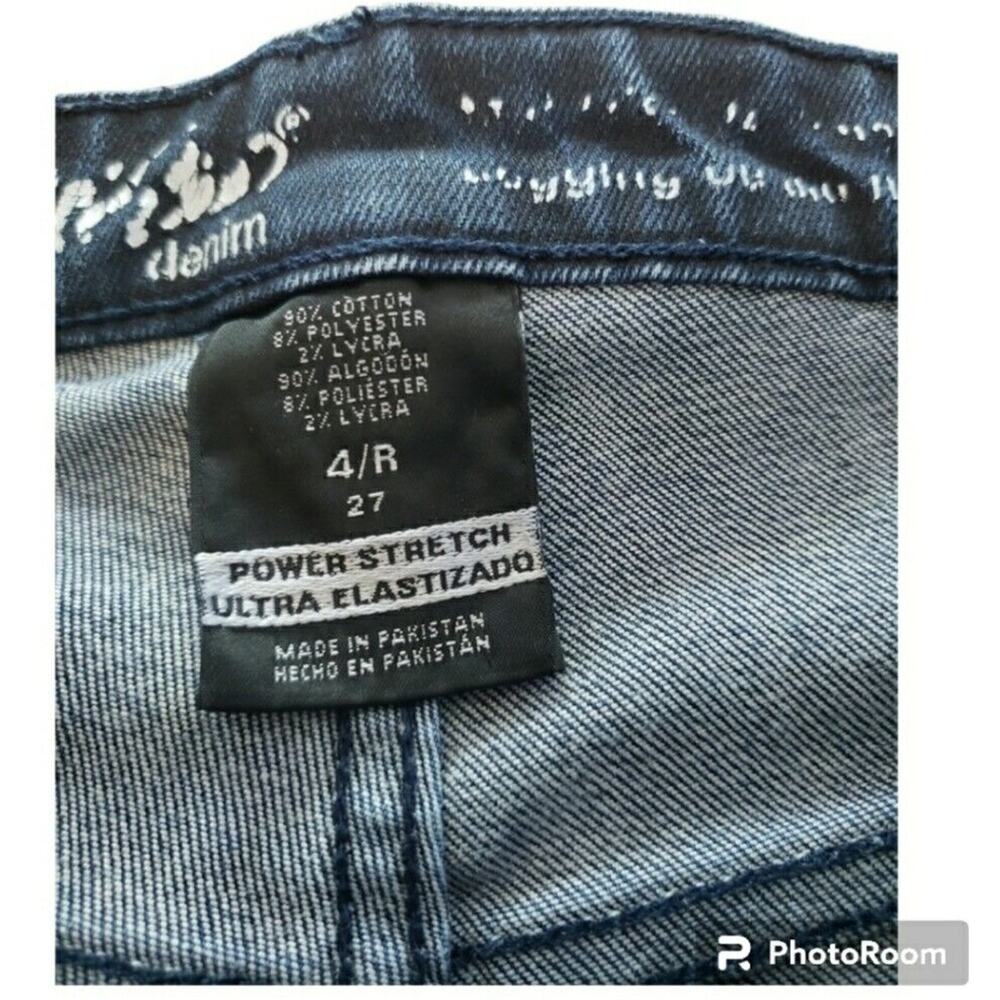 denim
90% COTTON
8% POLYESTER
2% LYCRA
90% ALGODÓN
8% POLIÉSTER
2% LYCRA
4/R
27
POWER STRETCH
ULTRA ELASTIZADO
MADE IN PAKISTAN
HECHO EN PAKISTÁN
PhotoRoom